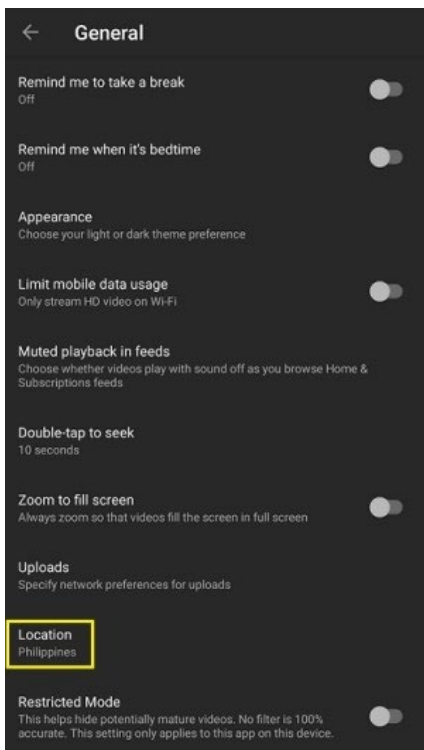 General
Remind me to take a break
Off
Remind me when it's bedtime
Off
Appearance
Choose your light or dark theme preference
Limit mobile data usage
Only stream HD video on Wi-Fi
Muted playback in feeds
Choose whether videos play with sound off as you browse Home &
Subscriptions feeds
Double-tap to seek
10 seconds
Zoom to fill screen
Always zoom so that videos fill the screen in full screen
Uploads
Specify network preferences for uploads
Location
Philippines
Restricted Mode
This helps hide potentially mature videos. No filter is 100%
accurate. This setting only applies to this app on this device.